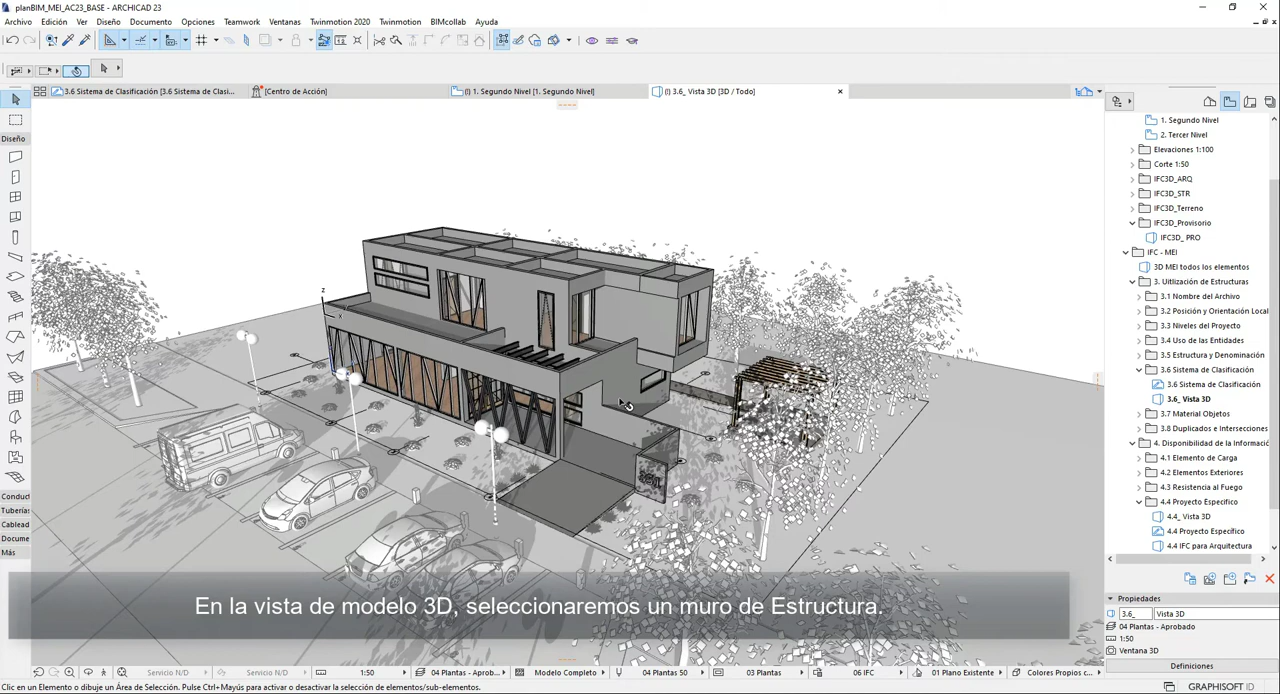 planBIM_MEI_AC23_BASE - ARCHICAD 23
Archivo Edición Ver Diseño Documento Opciones Teamwork Ventanas Twinmotion 2020 Twinmotion BIMcollab Ayuda
3.6 Sistema de Clasificación [3.6 Sistema de Clasi...
[Centro de Acción]
(!) 1. Segundo Nivel [1. Segundo Nivel]
(!) 3.6_ Vista 3D [3D / Todo]
Diseño
Conduct
Tubería:
Cablead
Docume
Más
z
x
1. Segundo Nivel
2. Tercer Nivel
Elevaciones 1:100
Corte 1:50
IFC3D_ARQ
IFC3D_STR
IFC3D_Terreno
IFC3D_Provisorio
IFC3D_ PRO
IFC - MEI
3D MEI todos los elementos
3. Utilización de Estructuras
3.1 Nombre del Archivo
3.2 Posición y Orientación Local
3.3 Niveles del Proyecto
3.4 Uso de las Entidades
3.5 Estructura y Denominación
3.6 Sistema de Clasificación
3.6 Sistema de Clasificación
3.6_ Vista 3D
3.7 Material Objetos
3.8 Duplicados e Intersecciones
4. Disponibilidad de la Informació
4.1 Elemento de Carga
4.2 Elementos Exteriores
4.3 Resistencia al Fuego
4.4 Proyecto Especifico
4.4_ Vista 3D
4.4 Proyecto Especifico
4.4 IFC para Arquitectura
Propiedades
3.6_ Vista 3D
04 Plantas - Aprobado
1:50
Ventana 3D
Definiciones
En la vista de modelo 3D, seleccionaremos un muro de Estructura.
Servicio N/D Servicio N/D 1:50 04 Plantas - Aprob... Modelo Completo 04 Plantas 50 03 Plantas 06 IFC 01 Plano Existente Colores Propios c...
Clic en un Elemento o dibuje un Área de Selección. Pulse Ctrl+Mayús para activar o desactivar la selección de elementos/sub-elementos.
GRAPHISOFT ID